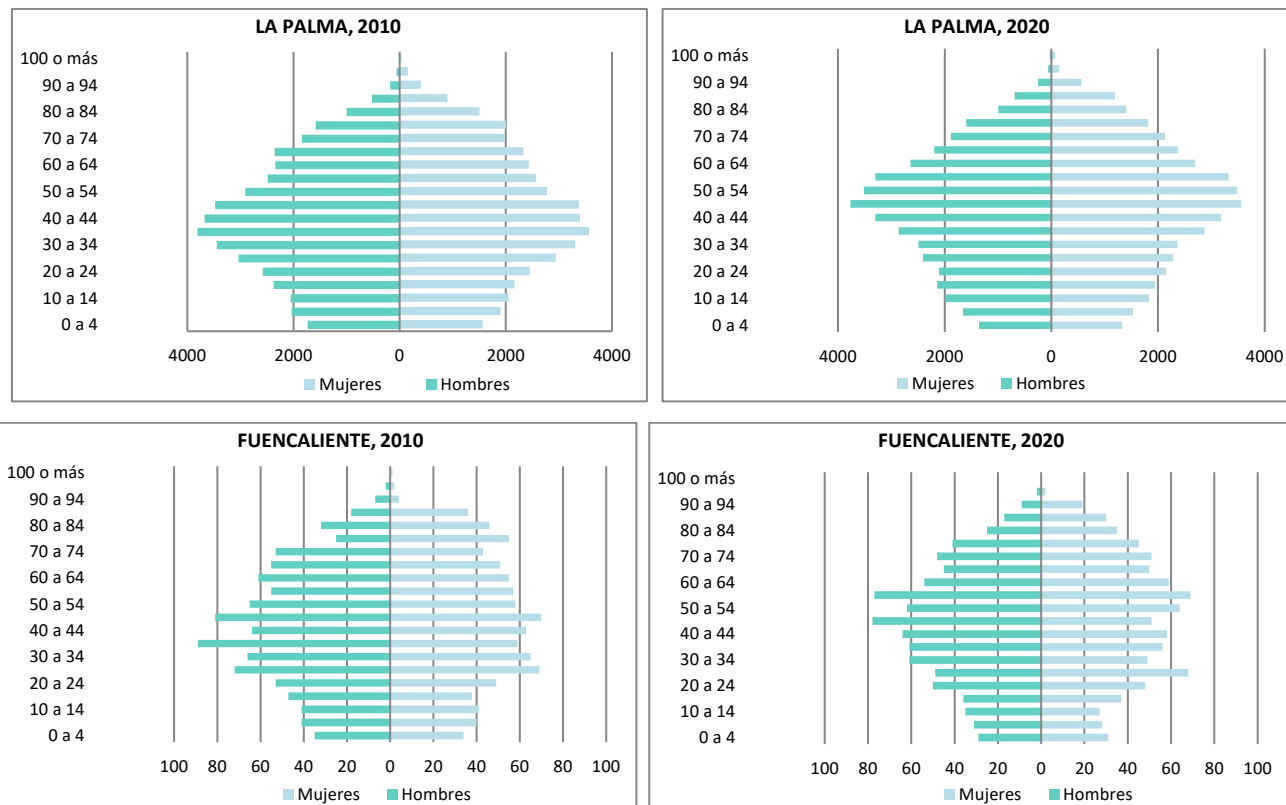 LA PALMA, 2010
100 o más
90 a 94
80 a 84
70 a 74
60 a 64
50 a 54
40 a 44
30 a 34
20 a 24
10 a 14
0 a 4
4000 2000 0 2000 4000
Mujeres Hombres
LA PALMA, 2020
100 o más
90 a 94
80 a 84
70 a 74
60 a 64
50 a 54
40 a 44
30 a 34
20 a 24
10 a 14
0 a 4
4000 2000 0 2000 4000
Mujeres Hombres
FUENCALIENTE, 2010
100 o más
90 a 94
80 a 84
70 a 74
60 a 64
50 a 54
40 a 44
30 a 34
20 a 24
10 a 14
0 a 4
100 80 60 40 20 0 20 40 60 80 100
Mujeres Hombres
FUENCALIENTE, 2020
100 o más
90 a 94
80 a 84
70 a 74
60 a 64
50 a 54
40 a 44
30 a 34
20 a 24
10 a 14
0 a 4
100 80 60 40 20 0 20 40 60 80 100
Mujeres Hombres